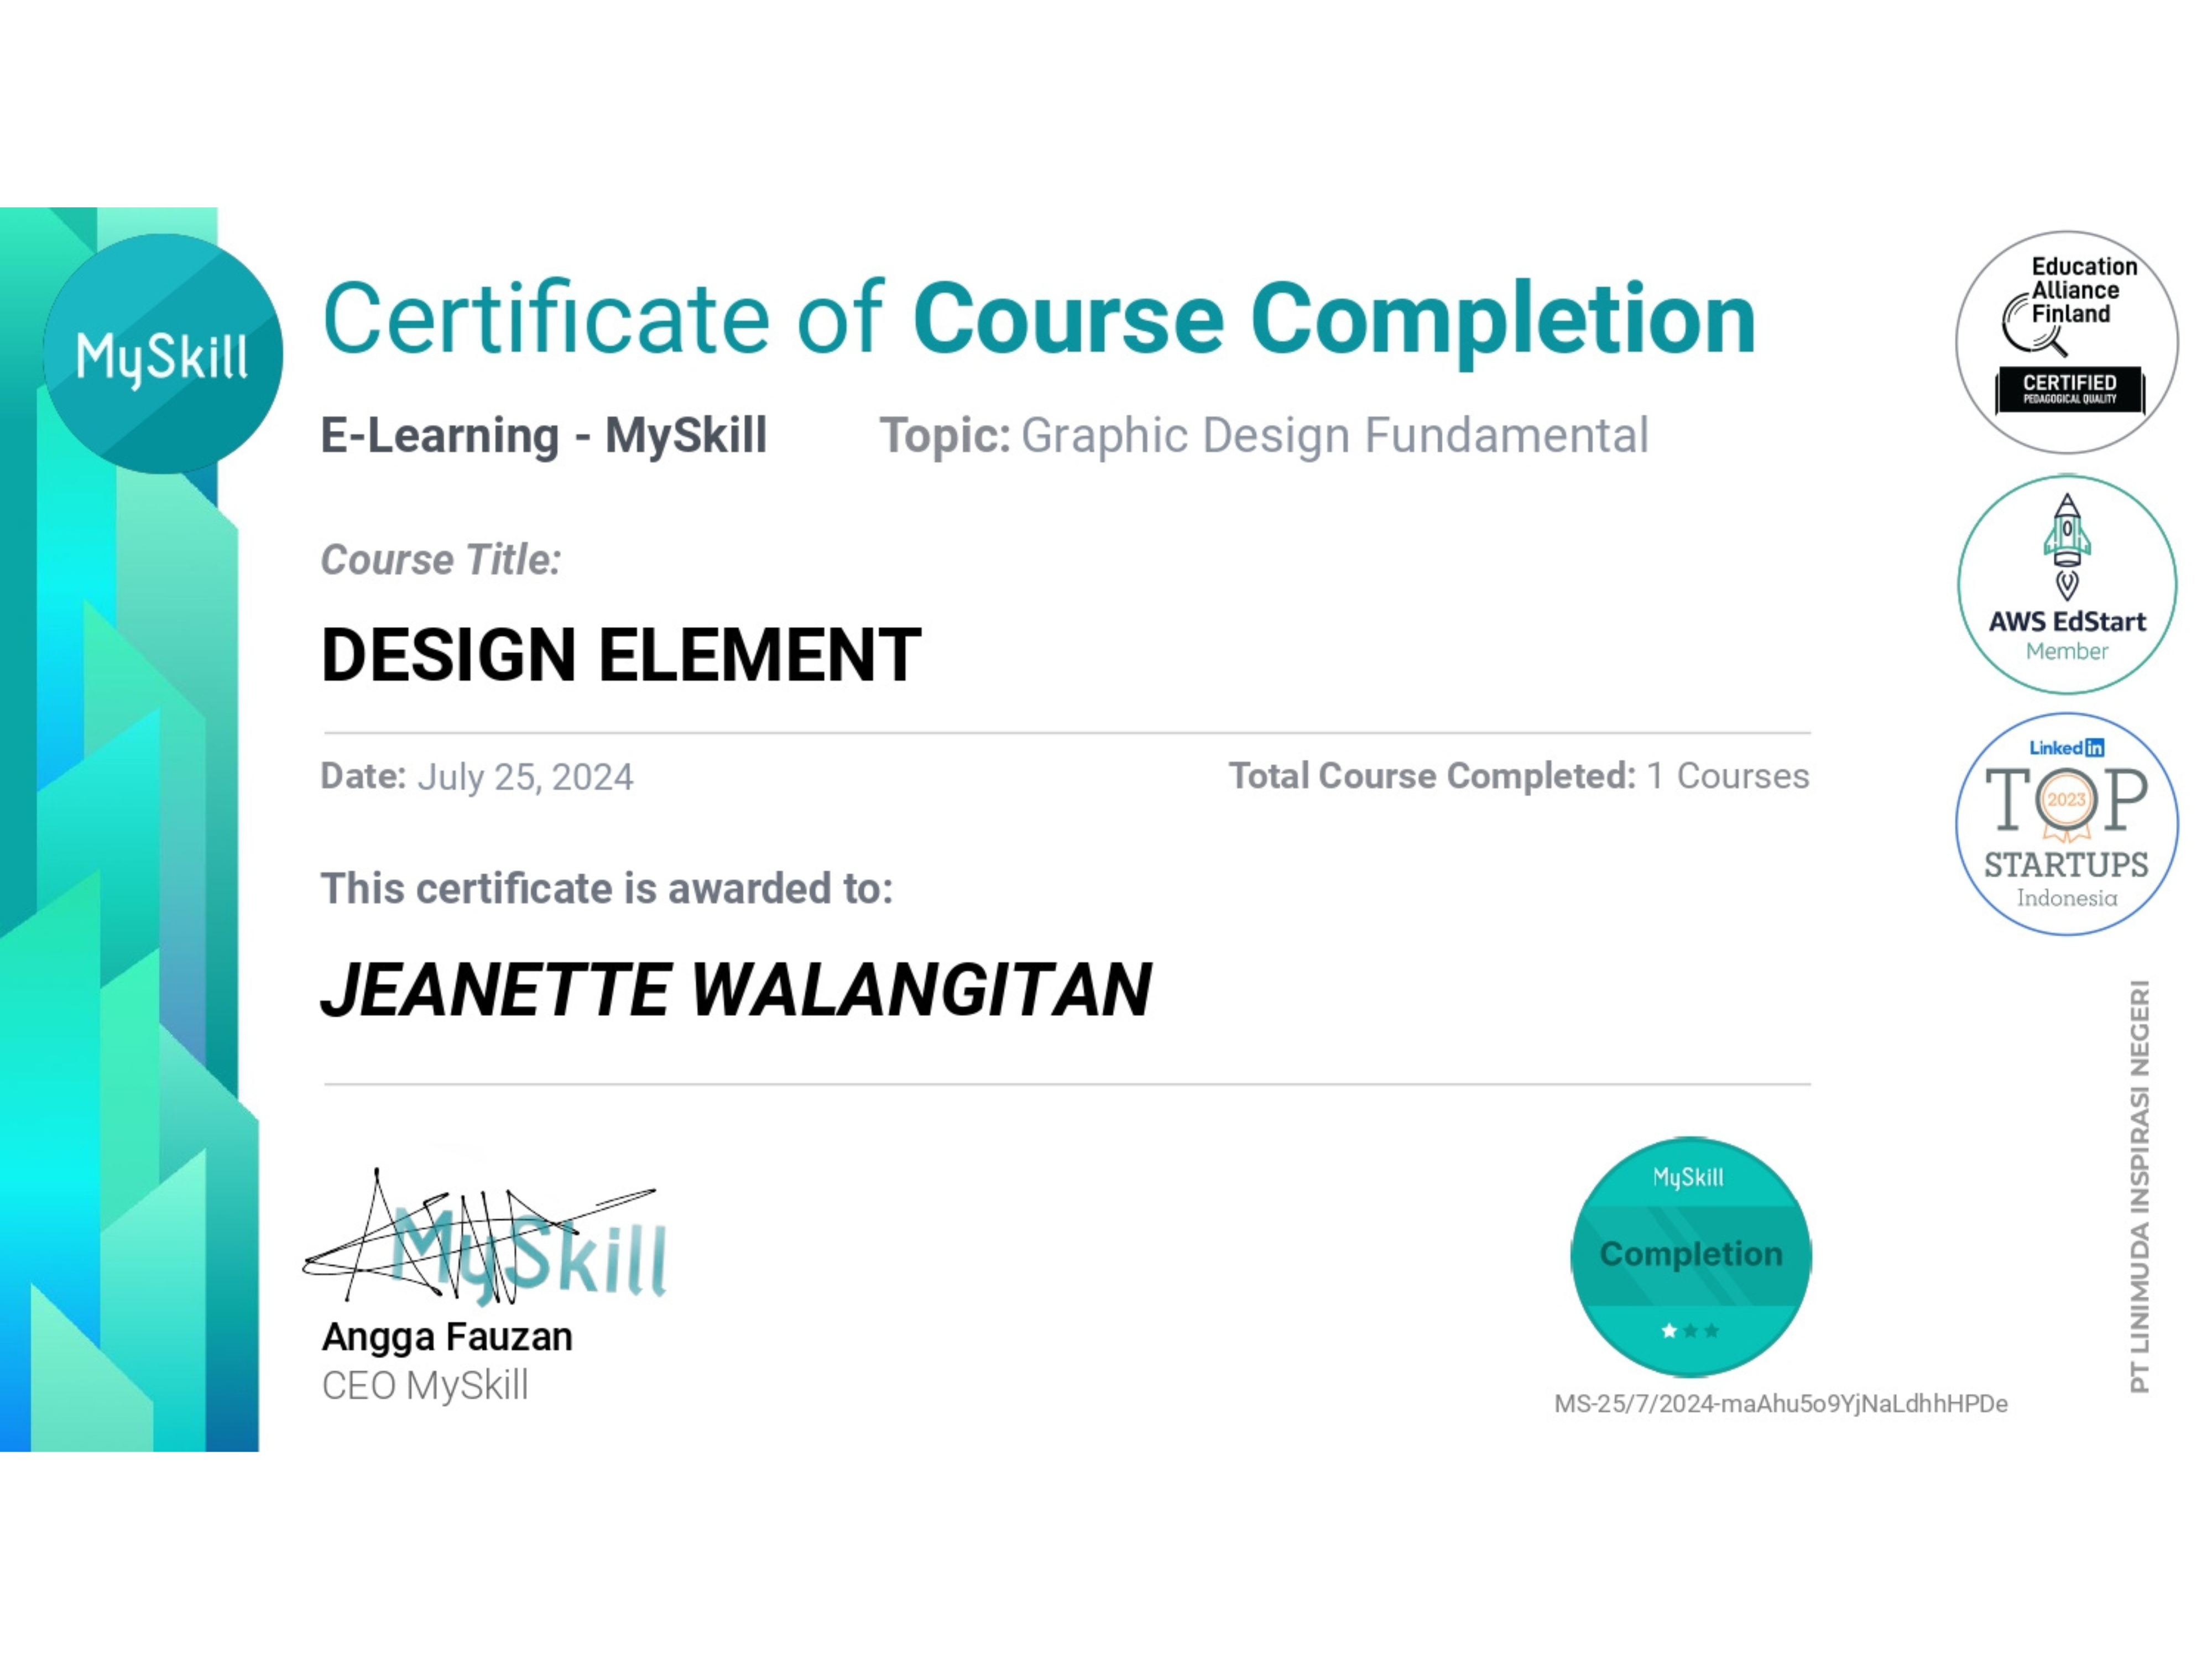 MySkill
Certificate of Course Completion
E-Learning - MySkill
Topic: Graphic Design Fundamental
Course Title:
DESIGN ELEMENT
Date: July 25, 2024
Total Course Completed: 1 Courses
This certificate is awarded to:
JEANETTE WALANGITAN
MySkill
Angga Fauzan
CEO MySkill
MySkill
Completion
MS-25/7/2024-maAhu5o9YjNaLdhhHPDe
Education
Alliance
Finland
CERTIFIED
PEDAGOGICAL QUALITY
AWS EdStart
Member
Linked in
TOP
2023
STARTUPS
Indonesia
PT LINIMUDA INSPIRASI NEGERI